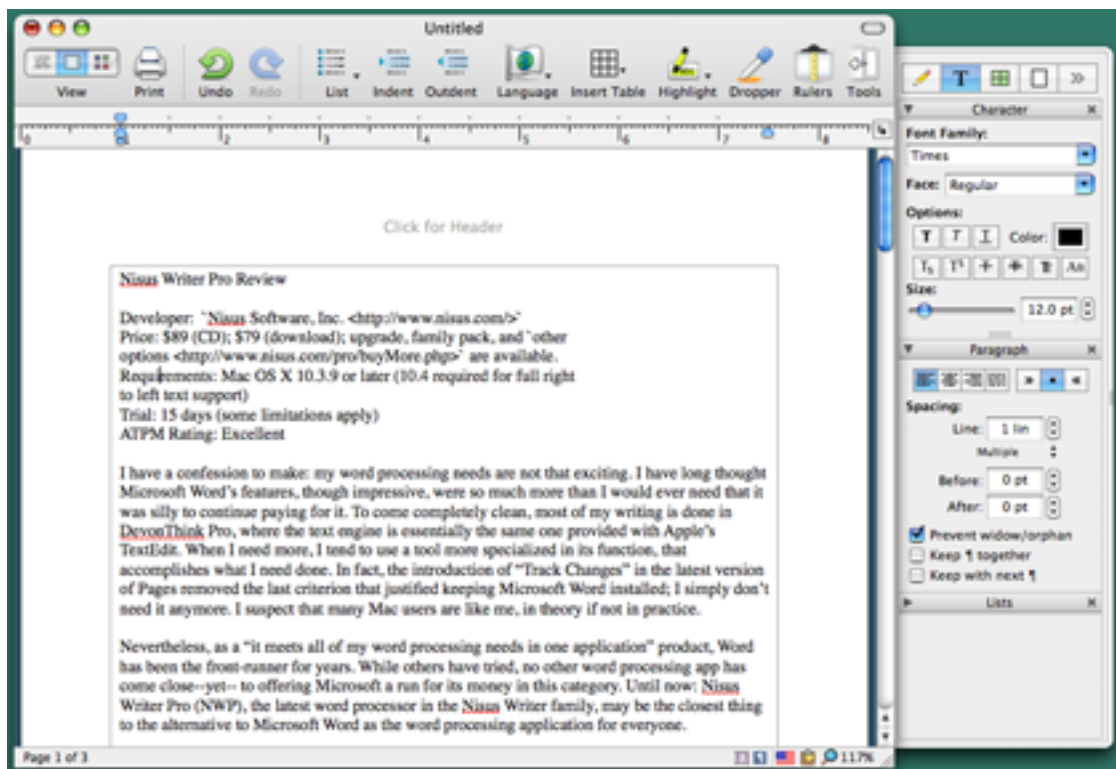 Untitled
View Print Undo Redo List Indent Outdent Language Insert Table Highlight Dropper Rulers Tools
0 1 2 3 4 5 6 7 8
Click for Header
Nisus Writer Pro Review
Developer: `Nisus Software, Inc. <http://www.nisus.com/>`
Price: $89 (CD); $79 (download); upgrade, family pack, and `other
options <http://www.nisus.com/pro/buyMore.php>` are available.
Requirements: Mac OS X 10.3.9 or later (10.4 required for full right
to left text support)
Trial: 15 days (some limitations apply)
ATPM Rating: Excellent
I have a confession to make: my word processing needs are not that exciting. I have long thought
Microsoft Word's features, though impressive, were so much more than I would ever need that it
was silly to continue paying for it. To come completely clean, most of my writing is done in
DevonThink Pro, where the text engine is essentially the same one provided with Apple's
TextEdit. When I need more, I tend to use a tool more specialized in its function, that
accomplishes what I need done. In fact, the introduction of “Track Changes” in the latest version
of Pages removed the last criterion that justified keeping Microsoft Word installed; I simply don't
need it anymore. I suspect that many Mac users are like me, in theory if not in practice.
Nevertheless, as a “it meets all of my word processing needs in one application” product, Word
has been the front-runner for years. While others have tried, no other word processing app has
come close--yet-- to offering Microsoft a run for its money in this category. Until now: Nisus
Writer Pro (NWP), the latest word processor in the Nisus Writer family, may be the closest thing
to the alternative to Microsoft Word as the word processing application for everyone.
Page 1 of 3
117%
T
Character
Font Family:
Times
Face: Regular
Options:
T T I Color:
Size:
12.0 pt
Paragraph
Spacing:
Line: 1 lin
Multiple
Before: 0 pt
After: 0 pt
Prevent widow/orphan
Keep ¶ together
Keep with next ¶
Lists